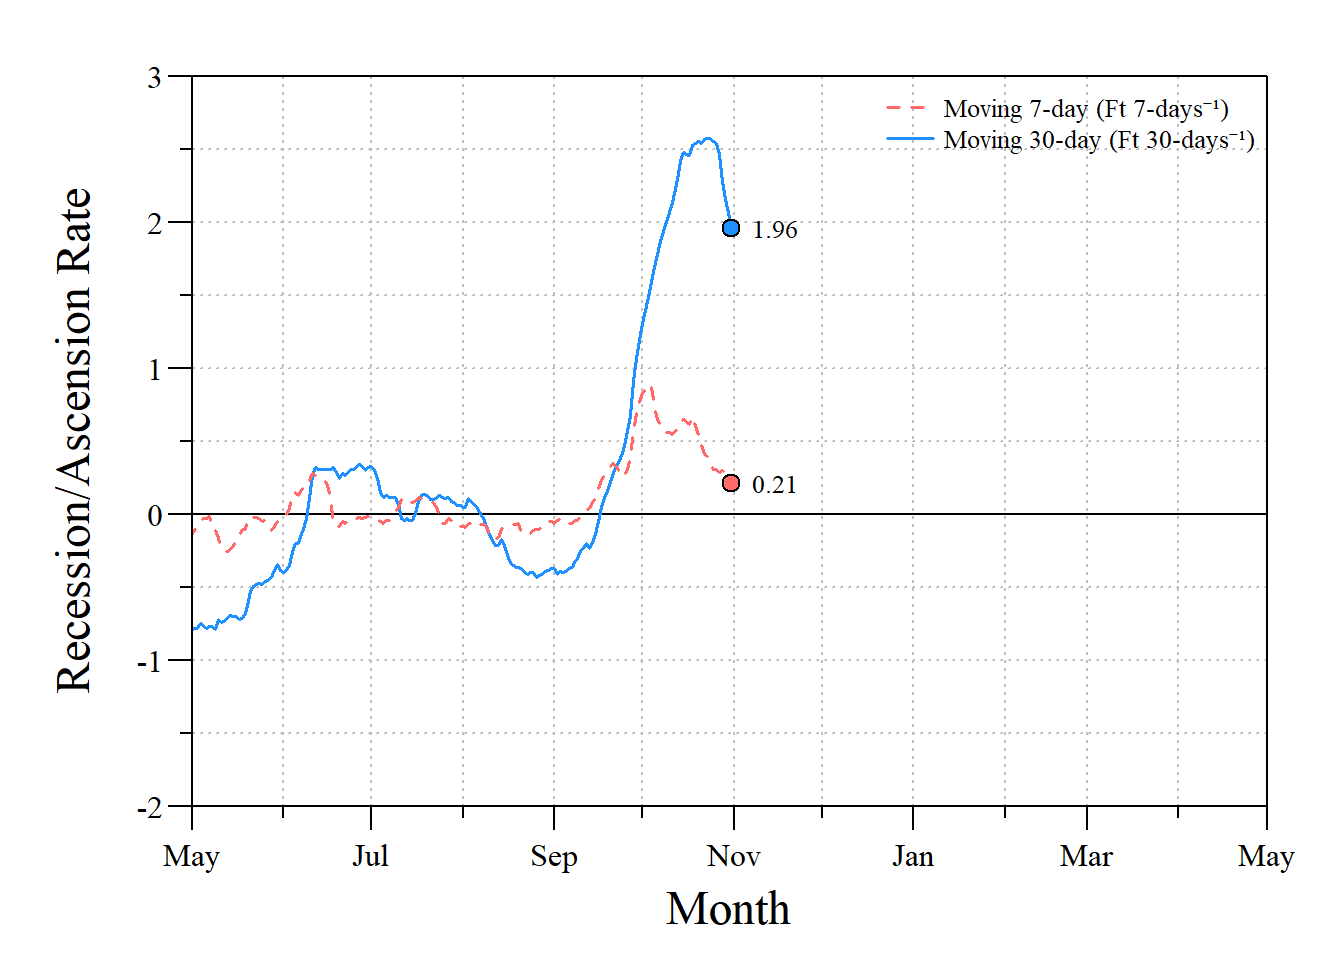 Recession/Ascension Rate
3
2
1
0
-1
-2
Moving 7-day (Ft 7-days⁻¹)
Moving 30-day (Ft 30-days⁻¹)
1.96
0.21
May Jul Sep Nov Jan Mar May
Month